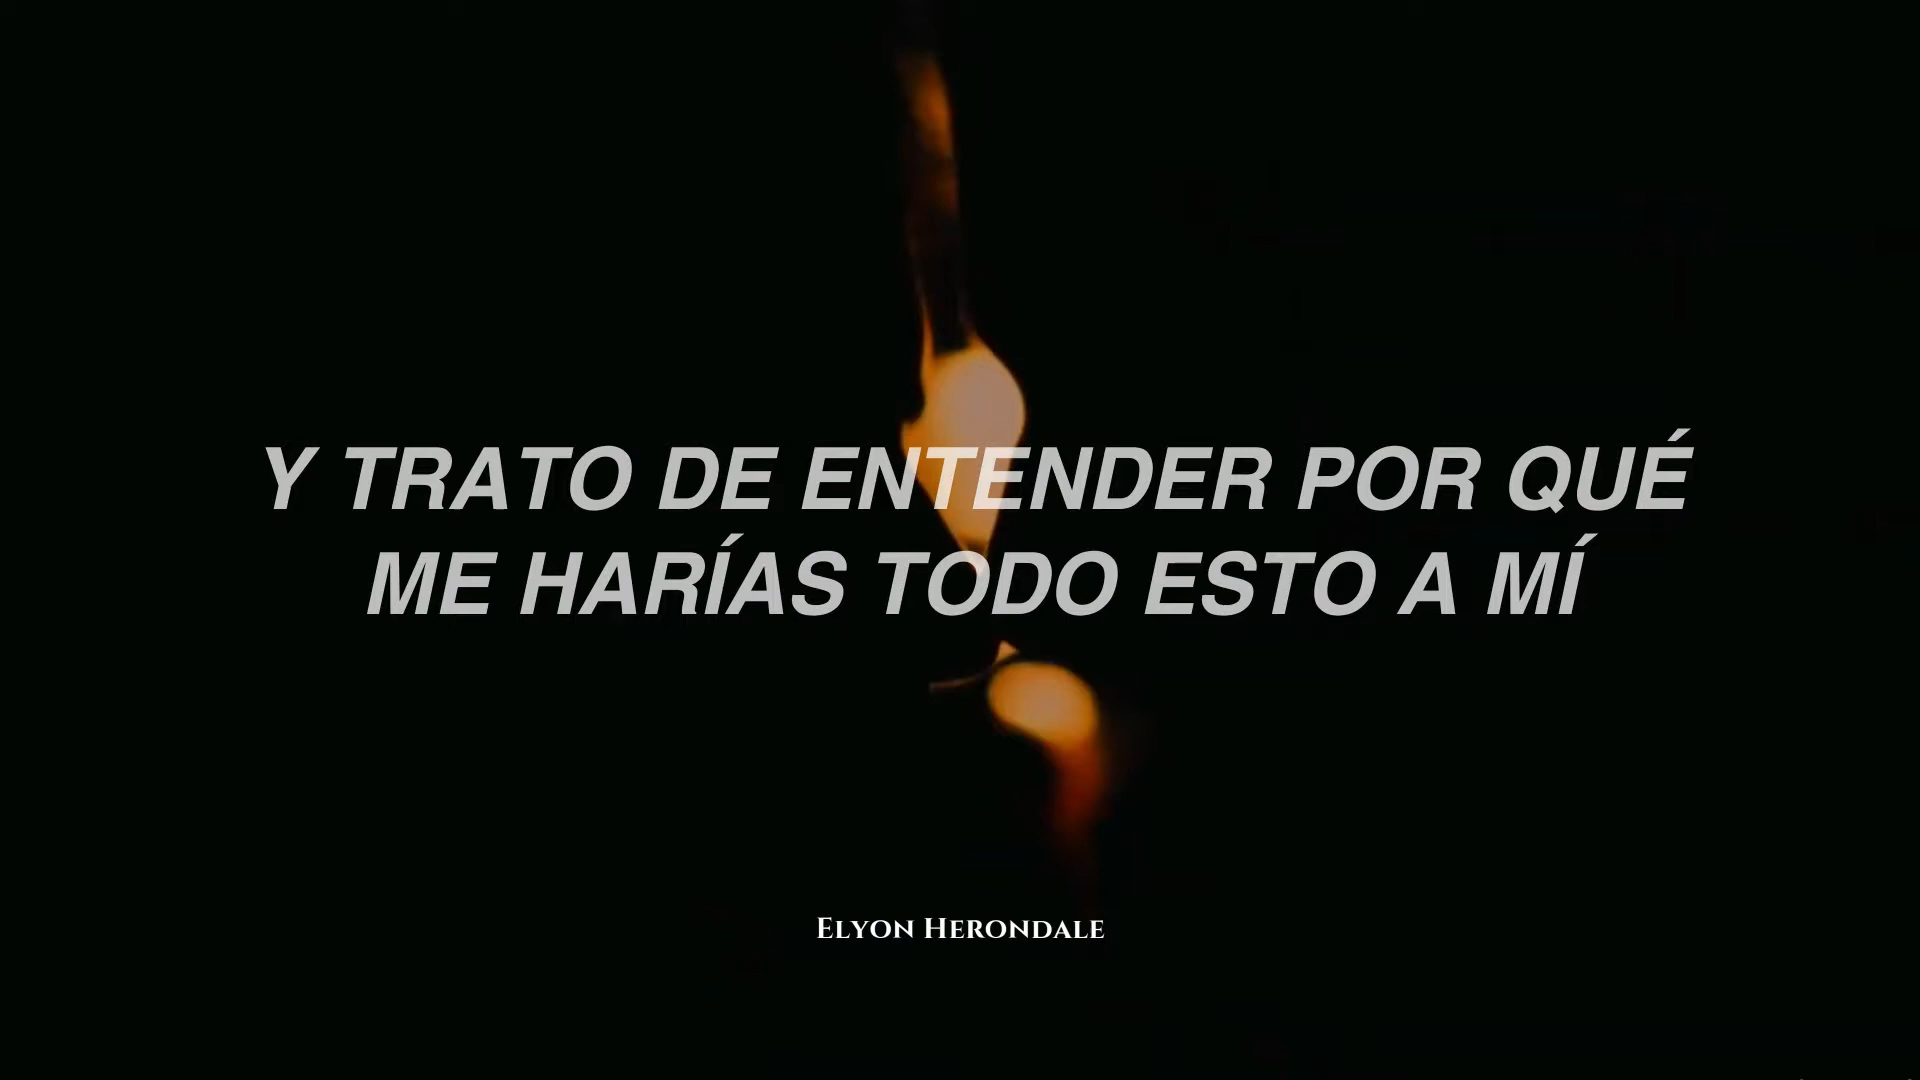 Y TRATO DE ENTENDER POR QUÉ
ME HARÍAS TODO ESTO A MÍ
Elyon Herondale